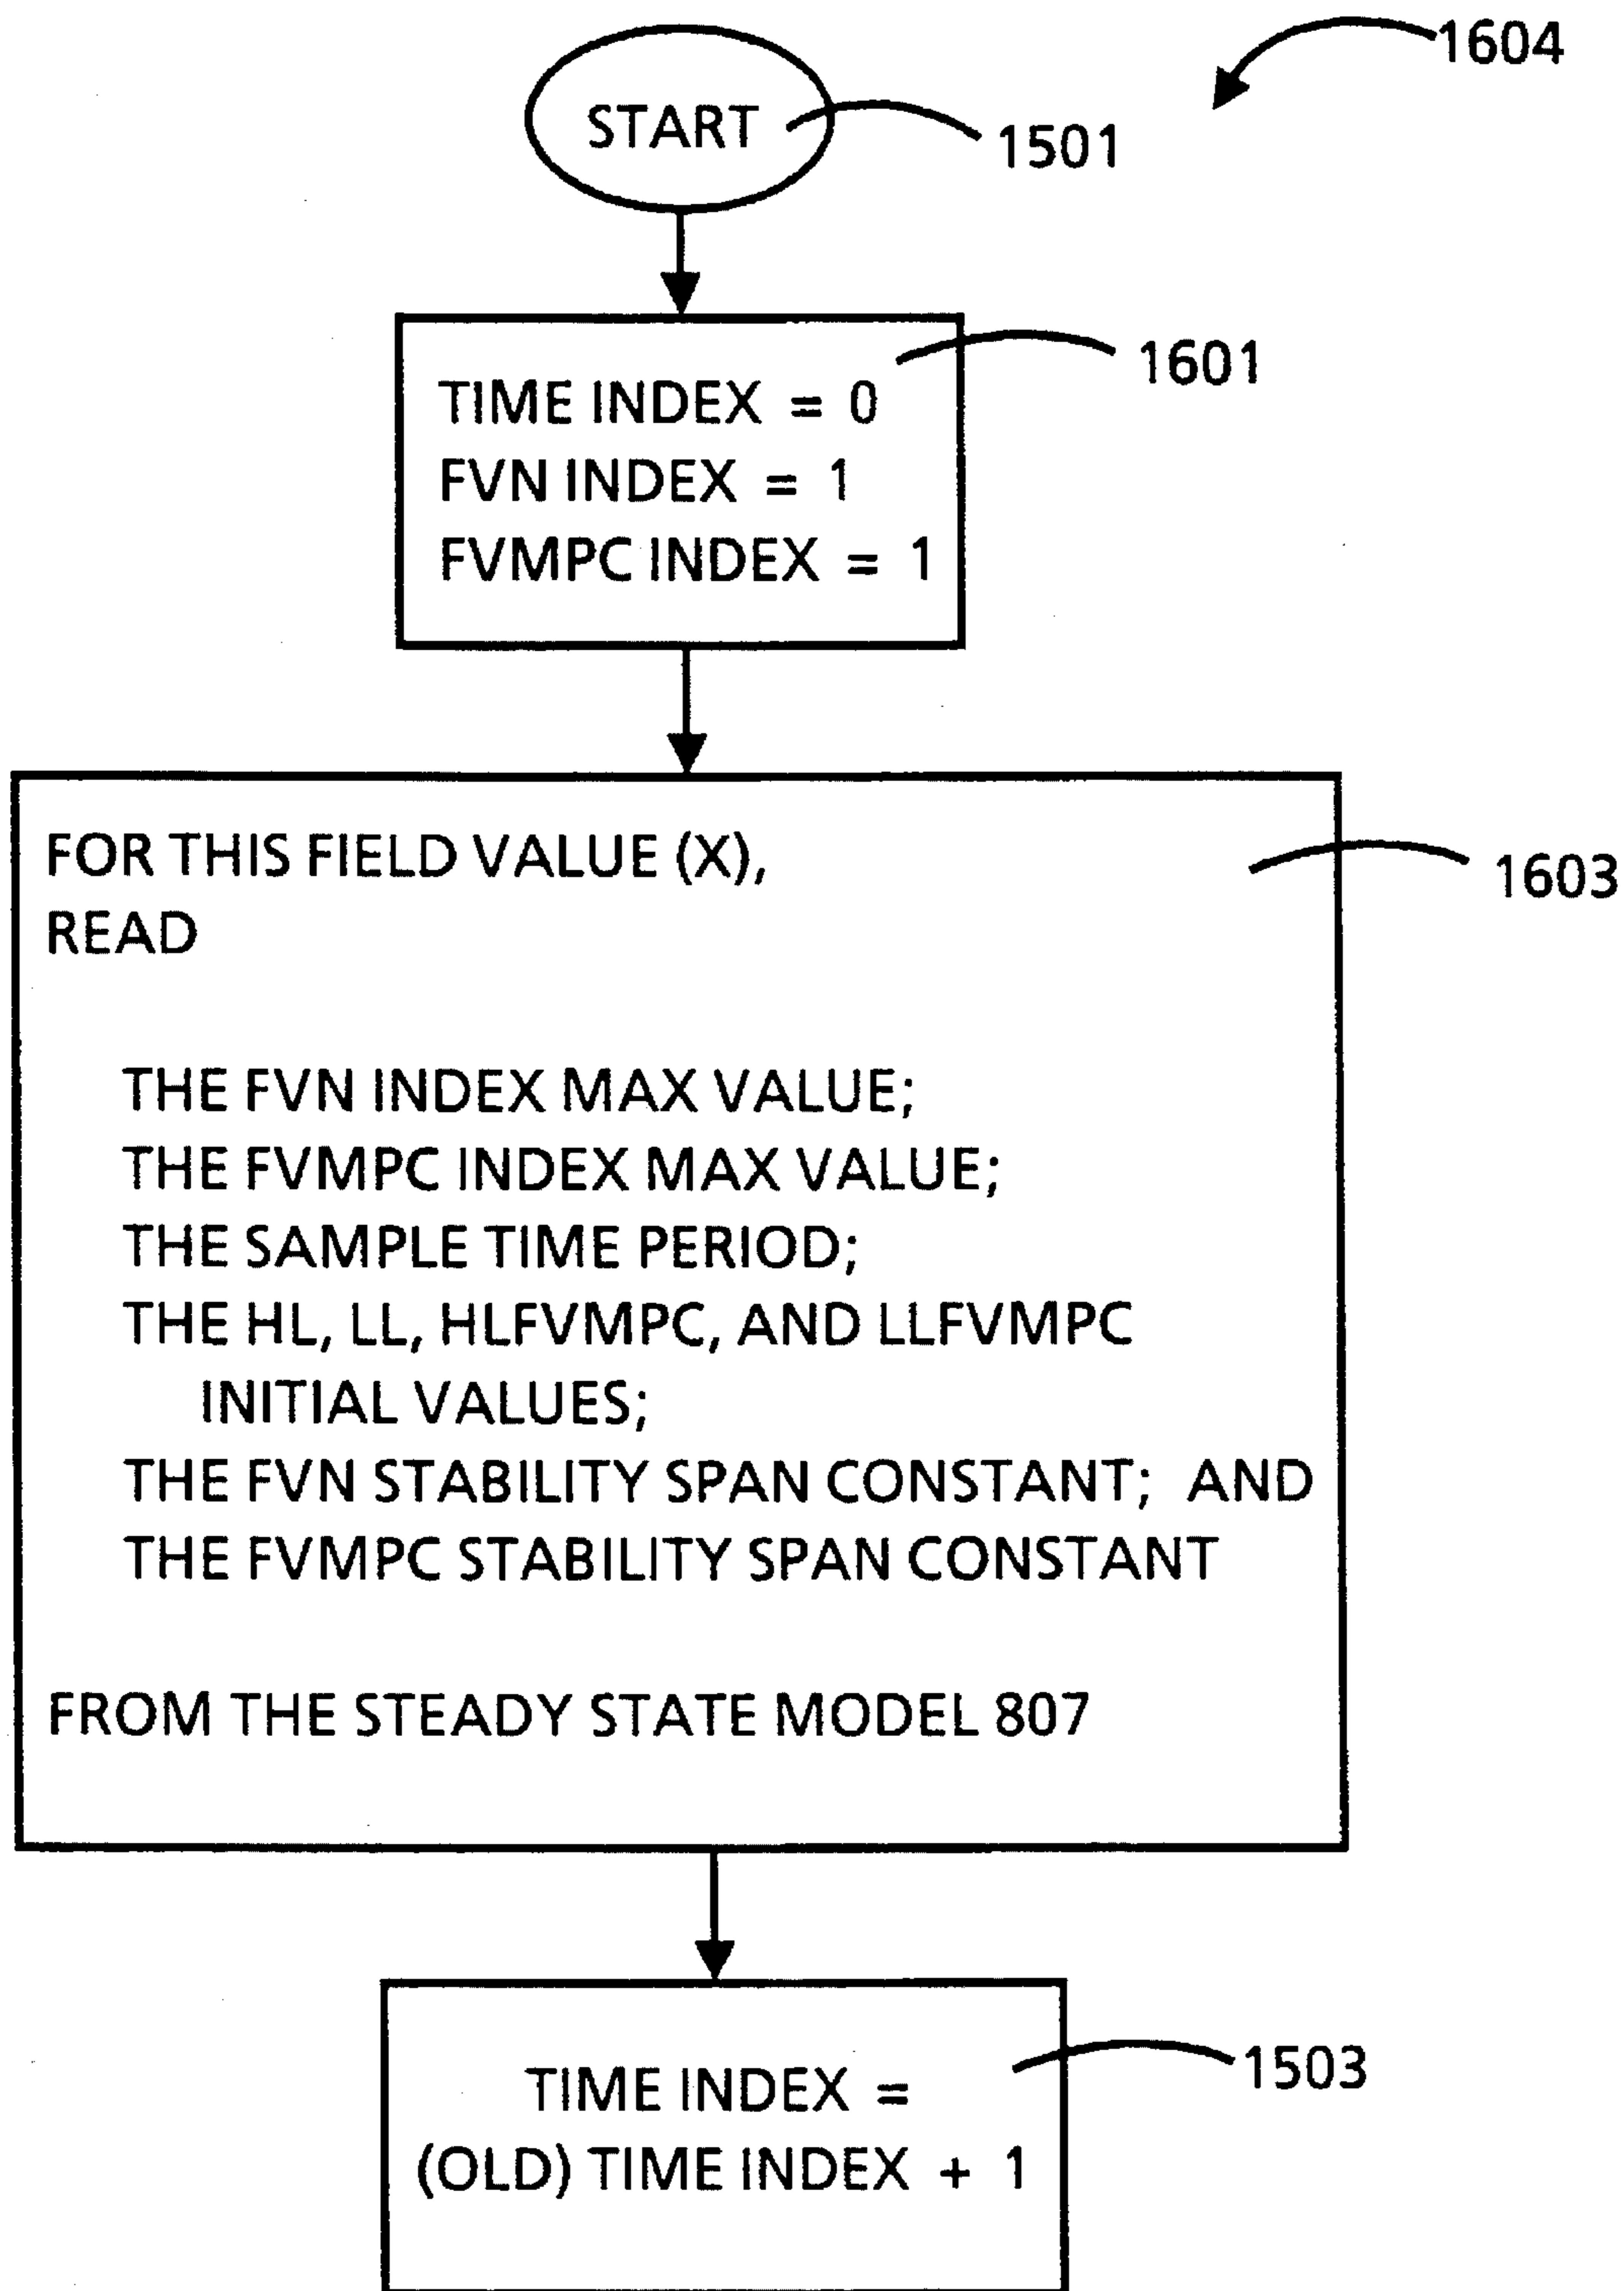 1604
START
1501
1601
TIME INDEX = 0
FVN INDEX = 1
FVMPC INDEX = 1
FOR THIS FIELD VALUE (X),
1603
READ
THE FVN INDEX MAX VALUE;
THE FVMPC INDEX MAX VALUE;
THE SAMPLE TIME PERIOD;
THE HL, LL, HLFVMPC, AND LLFVMPC
INITIAL VALUES;
THE FVN STABILITY SPAN CONSTANT; AND
THE FVMPC STABILITY SPAN CONSTANT
FROM THE STEADY STATE MODEL 807
1503
TIME INDEX =
(OLD) TIME INDEX + 1